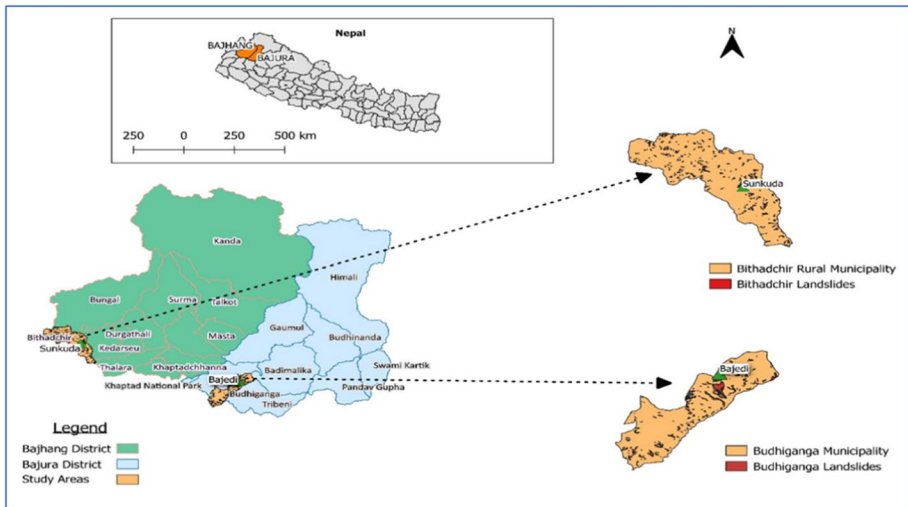 Nepal
BAJHANG
BAJURA
250 0 250 500 km
N
Sunkuda
Bithadchir Rural Municipality
Bithadchir Landslides
Kanda
Himali
Bungal
Surma
Talkot
Gaumul
Bithadchir
Durgathali
Masta
Budhinanda
Sunkuda
Kedarseu
Thalara
Khaptadchhanna
Badimalika
Swami Kartik
Khaptad National Park
Bajedi
Budhiganga
Pandav Gupha
Tribeni
Bajedi
Budhiganga Municipality
Budhiganga Landslides
Legend
Bajhang District
Bajura District
Study Areas